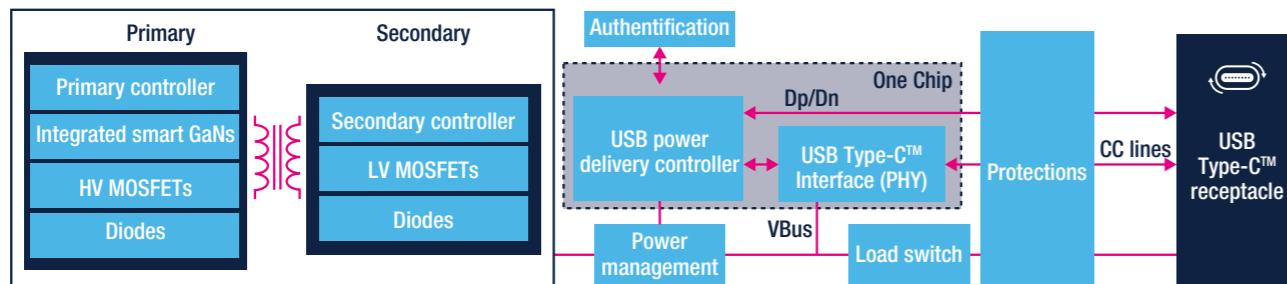 Primary
Primary controller
Integrated smart GaNs
HV MOSFETs
Diodes
Secondary
Secondary controller
LV MOSFETs
Diodes
Authentification
One Chip
Dp/Dn
USB power
delivery controller
USB Type-C™
Interface (PHY)
VBus
Power
management
Load switch
Protections
CC lines
USB
Type-C™
receptacle